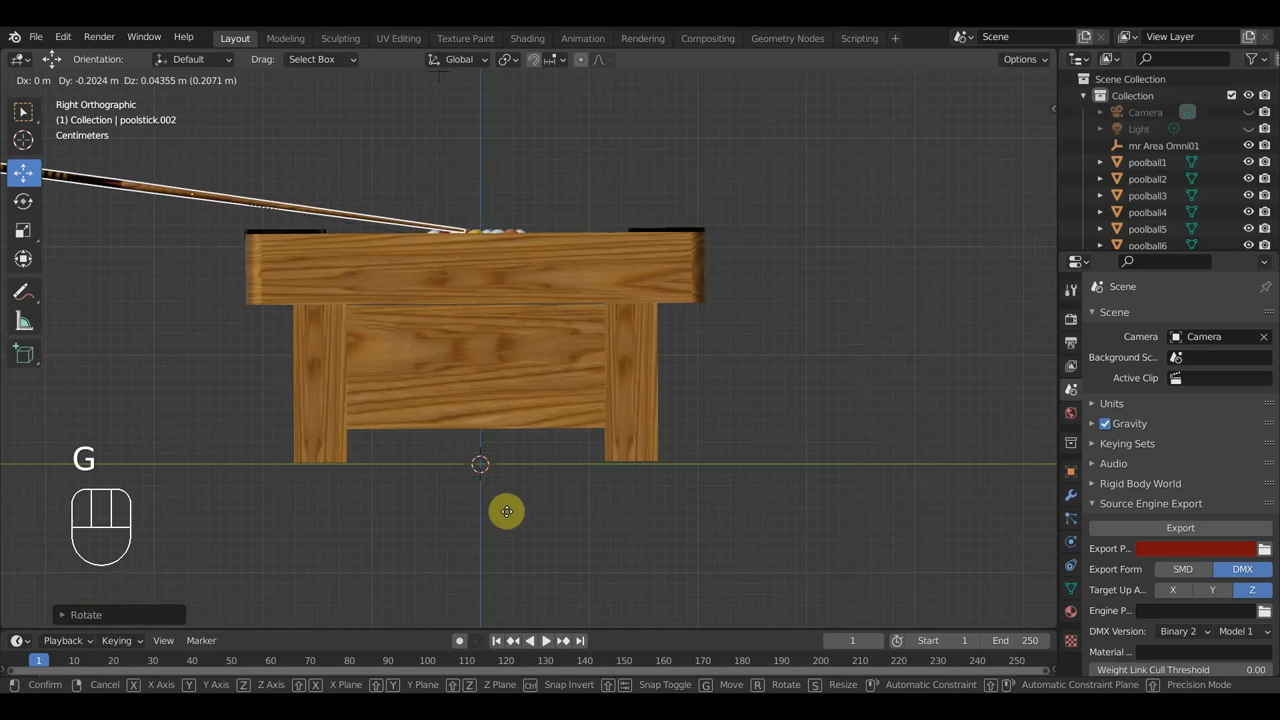 File Edit Render Window Help Layout Modeling Sculpting UV Editing Texture Paint Shading Animation Rendering Compositing Geometry Nodes Scripting + Scene View Layer
Orientation: Default Drag: Select Box Global Options
Dx: 0 m Dy: -0.2024 m Dz: 0.04355 m (0.2071 m)
Right Orthographic
(1) Collection | poolstick.002
Centimeters
Scene Collection
Collection
Camera
Light
mr Area Omni01
poolball1
poolball2
poolball3
poolball4
poolball5
poolball6
Scene
Scene
Camera Camera
Background Sc...
Active Clip
Units
Gravity
Keying Sets
Audio
Rigid Body World
Source Engine Export
Export
Export P...
Export Form SMD DMX
Target Up A... X Y Z
Engine P...
DMX Version: Binary 2 Model 1
Material ...
Weight Link Cull Threshold 0.00
G
Rotate
Playback Keying View Marker 1 Start 1 End 250
1 10 20 30 40 50 60 70 80 90 100 110 120 130 140 150 160 170 180 190 200 210 220 230 240 250
Confirm Cancel X X Axis Y Y Axis Z Z Axis X X Plane Y Y Plane Z Z Plane Ctrl Snap Invert Snap Toggle G Move R Rotate S Resize Automatic Constraint Automatic Constraint Plane Precision Mode